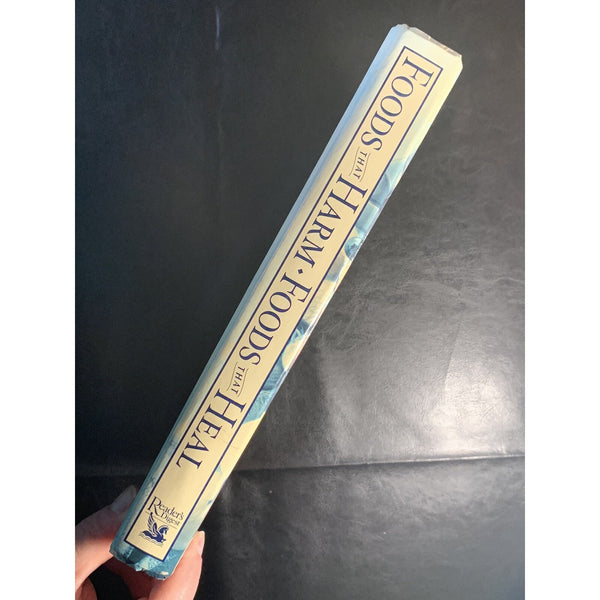 FOODS THAT HARM • FOODS THAT HEAL
Reader's
Digest